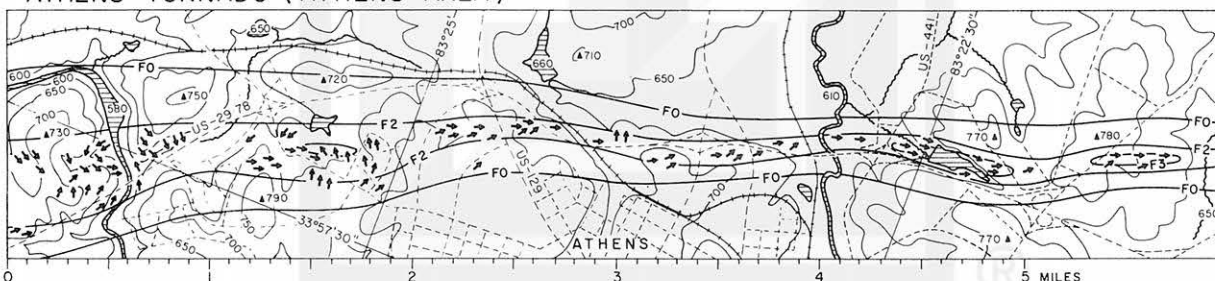 ATHENS TORNADO (ATHENS AREA)
650
83°25'
700
710
US-441
83°22'30"
600
600
F0
720
660
650
650
750
580
610
F0
F0
700
US-29 78
F2
770
780
730
F2
F2
F3
US-129
F0
700
F0
F0
790
750
33°57'30"
700
650
ATHENS
770
650
0 1 2 3 4 5 MILES